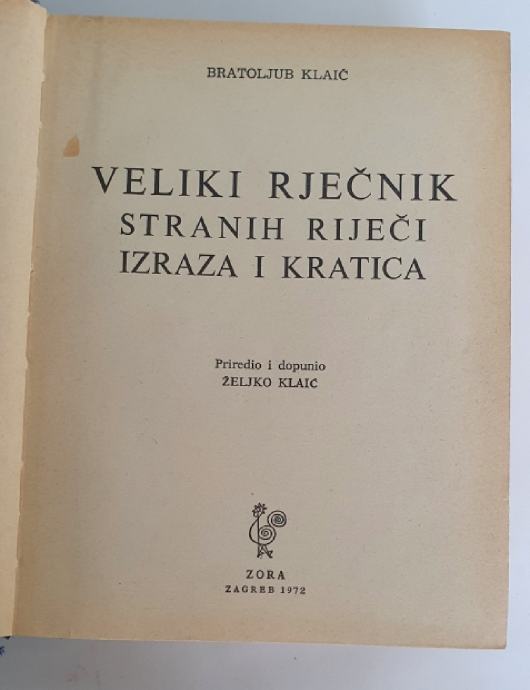 BRATOLJUB KLAIĆ
VELIKI RJEČNIK
STRANIH RIJEČI
IZRAZA I KRATICA
Priredio i dopunio
ŽELJKO KLAIĆ
ZORA
ZAGREB 1972